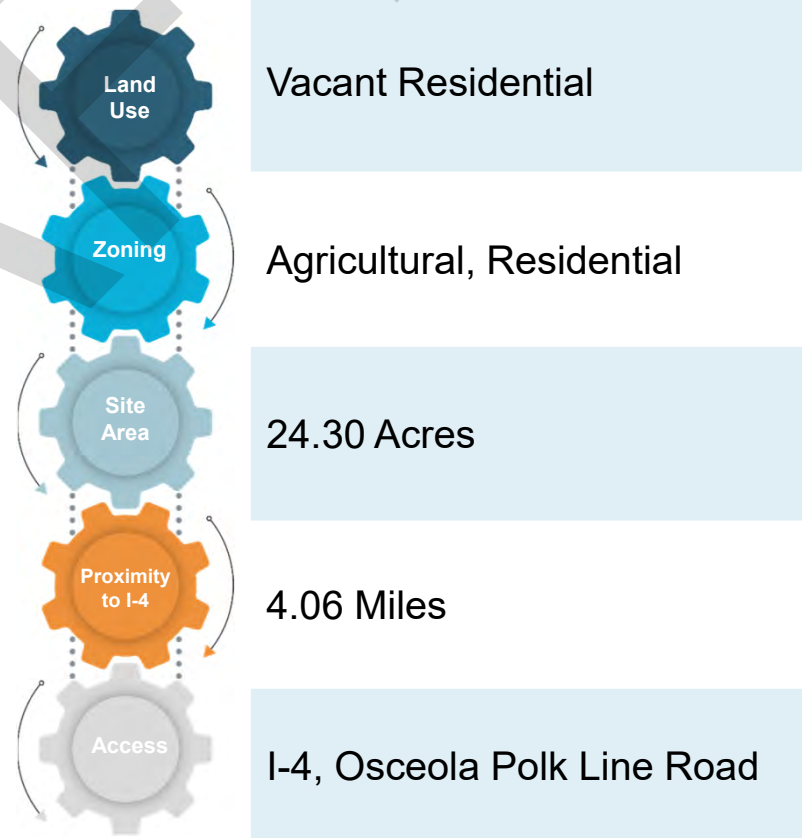 Land
Use
Vacant Residential
Zoning
Agricultural, Residential
Site
Area
24.30 Acres
Proximity
to I-4
4.06 Miles
Access
I-4, Osceola Polk Line Road